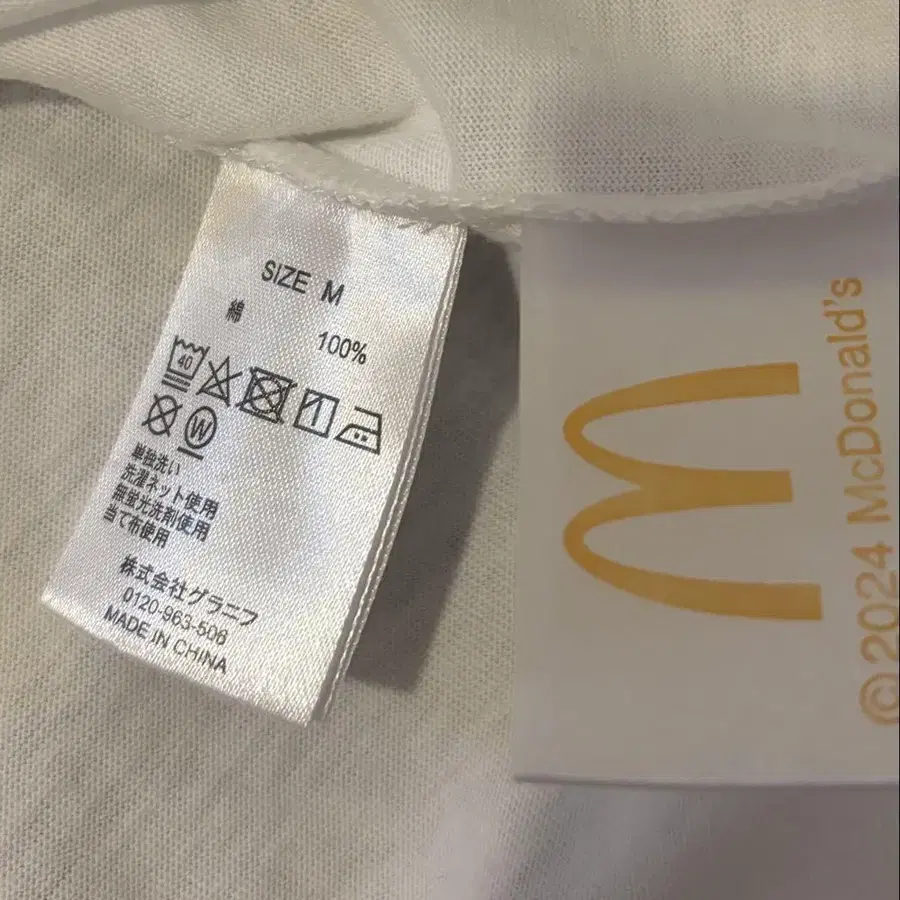 SIZE M
綿
100%
40
W
単独洗い
洗濯ネット使用
無蛍光洗剤使用
当て布使用
株式会社グラニフ
0120-963-506
MADE IN CHINA
©2024 McDonald's